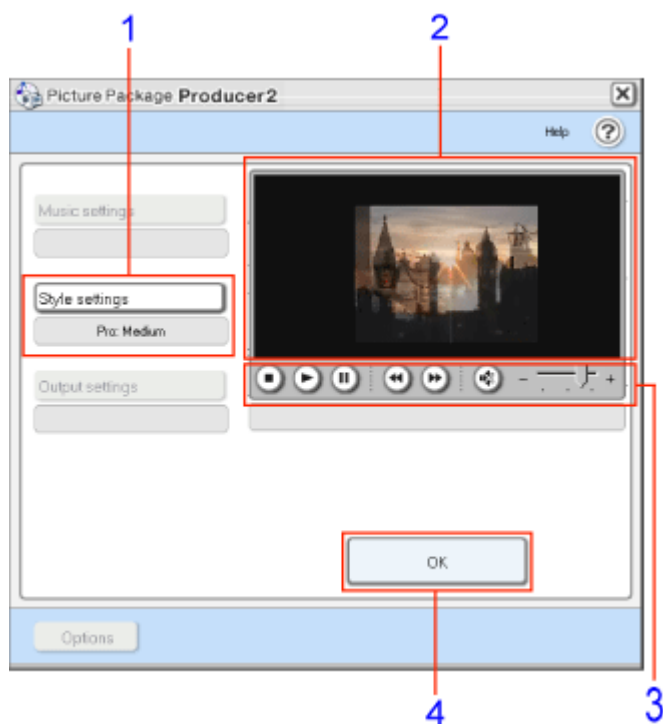 1 2
Picture Package Producer2
Help ?
Music settings
Style settings
Pro: Medium
Output settings
- +
OK
Options
4 3